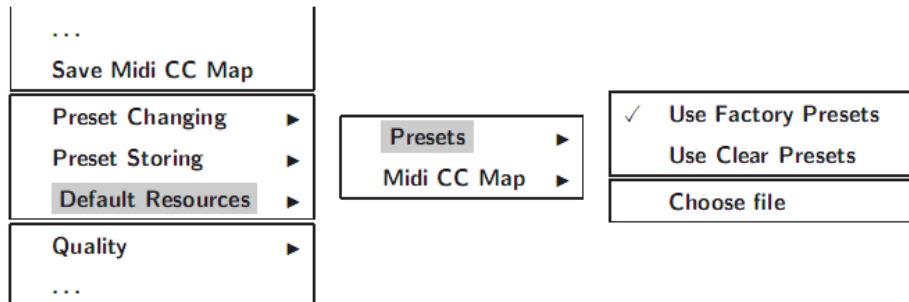 ...
Save Midi CC Map
Preset Changing ▶
Preset Storing ▶
Default Resources ▶
Quality ▶
...
Presets ▶
Midi CC Map ▶
✓ Use Factory Presets
Use Clear Presets
Choose file